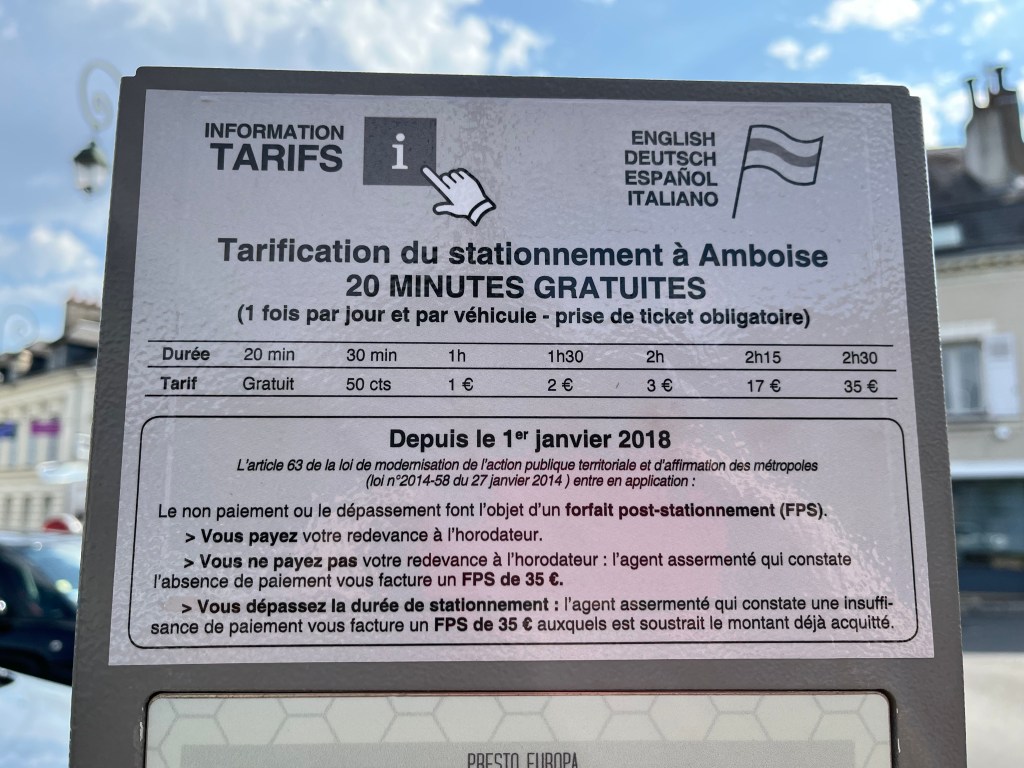 INFORMATION
TARIFS
i
ENGLISH
DEUTSCH
ESPAÑOL
ITALIANO
Tarification du stationnement à Amboise
20 MINUTES GRATUITES
(1 fois par jour et par véhicule - prise de ticket obligatoire)
Durée 20 min 30 min 1h 1h30 2h 2h15 2h30
Tarif Gratuit 50 cts 1 € 2 € 3 € 17 € 35 €
Depuis le 1er janvier 2018
L'article 63 de la loi de modernisation de l'action publique territoriale et d'affirmation des métropoles
(loi n°2014-58 du 27 janvier 2014 ) entre en application :
Le non paiement ou le dépassement font l'objet d'un forfait post-stationnement (FPS).
> Vous payez votre redevance à l'horodateur.
> Vous ne payez pas votre redevance à l'horodateur : l'agent assermenté qui constate
l'absence de paiement vous facture un FPS de 35 €.
> Vous dépassez la durée de stationnement : l'agent assermenté qui constate une insuffi-
sance de paiement vous facture un FPS de 35 € auxquels est soustrait le montant déjà acquitté.
PRESTO EUROPA